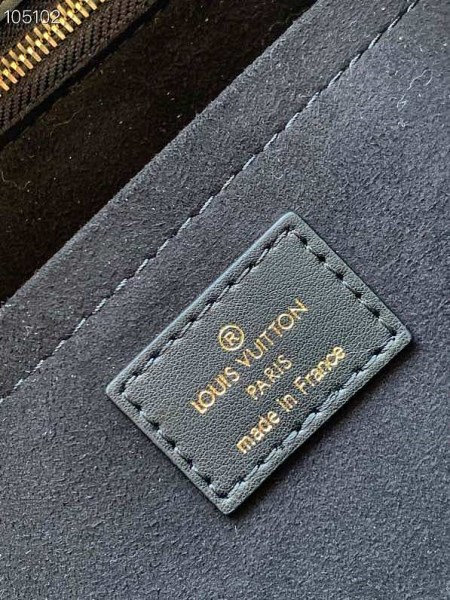 105102
®
LOUIS VUITTON
PARIS
made in France